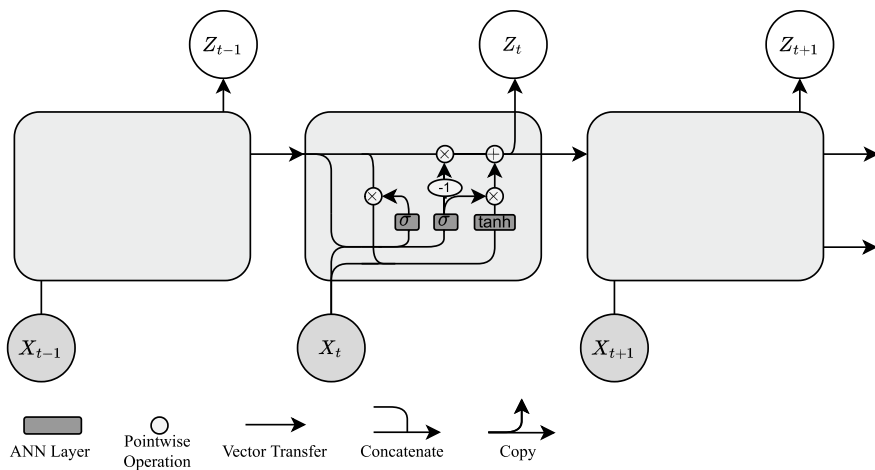 Z_{t-1}
Z_t
Z_{t+1}
× +
× -1 ×
σ σ tanh
X_{t-1}
X_t
X_{t+1}
ANN Layer
Pointwise
Operation
Vector Transfer
Concatenate
Copy